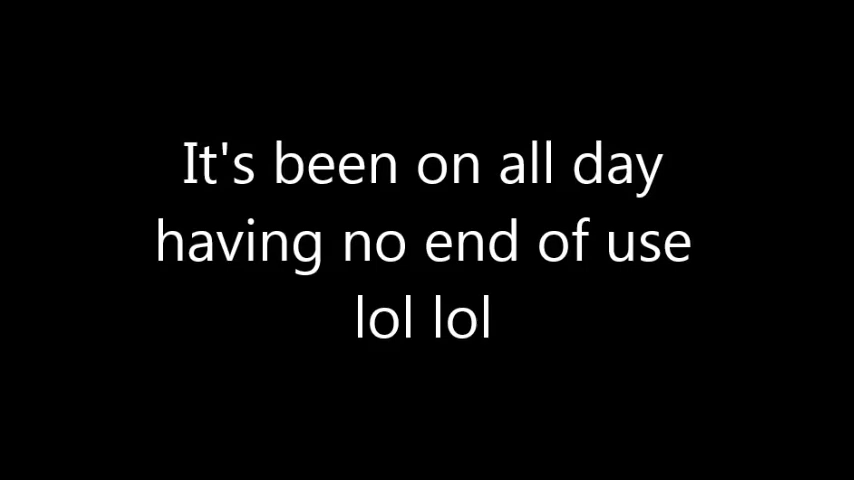 It's been on all day
having no end of use
lol lol